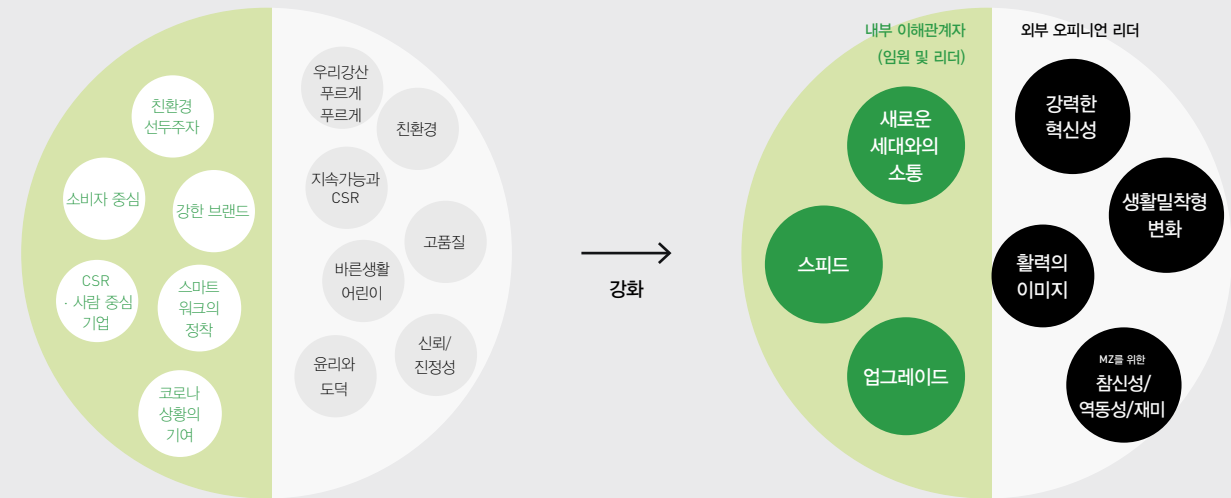 친환경
선두주자
소비자 중심
강한 브랜드
CSR
· 사람 중심
기업
스마트
워크의
정착
코로나
상황의
기여
우리강산
푸르게
푸르게
친환경
지속가능과
CSR
고품질
바른생활
어린이
신뢰/
진정성
윤리와
도덕
강화
내부 이해관계자
(임원 및 리더)
새로운
세대와의
소통
스피드
업그레이드
외부 오피니언 리더
강력한
혁신성
생활밀착형
변화
활력의
이미지
MZ를 위한
참신성/
역동성/재미